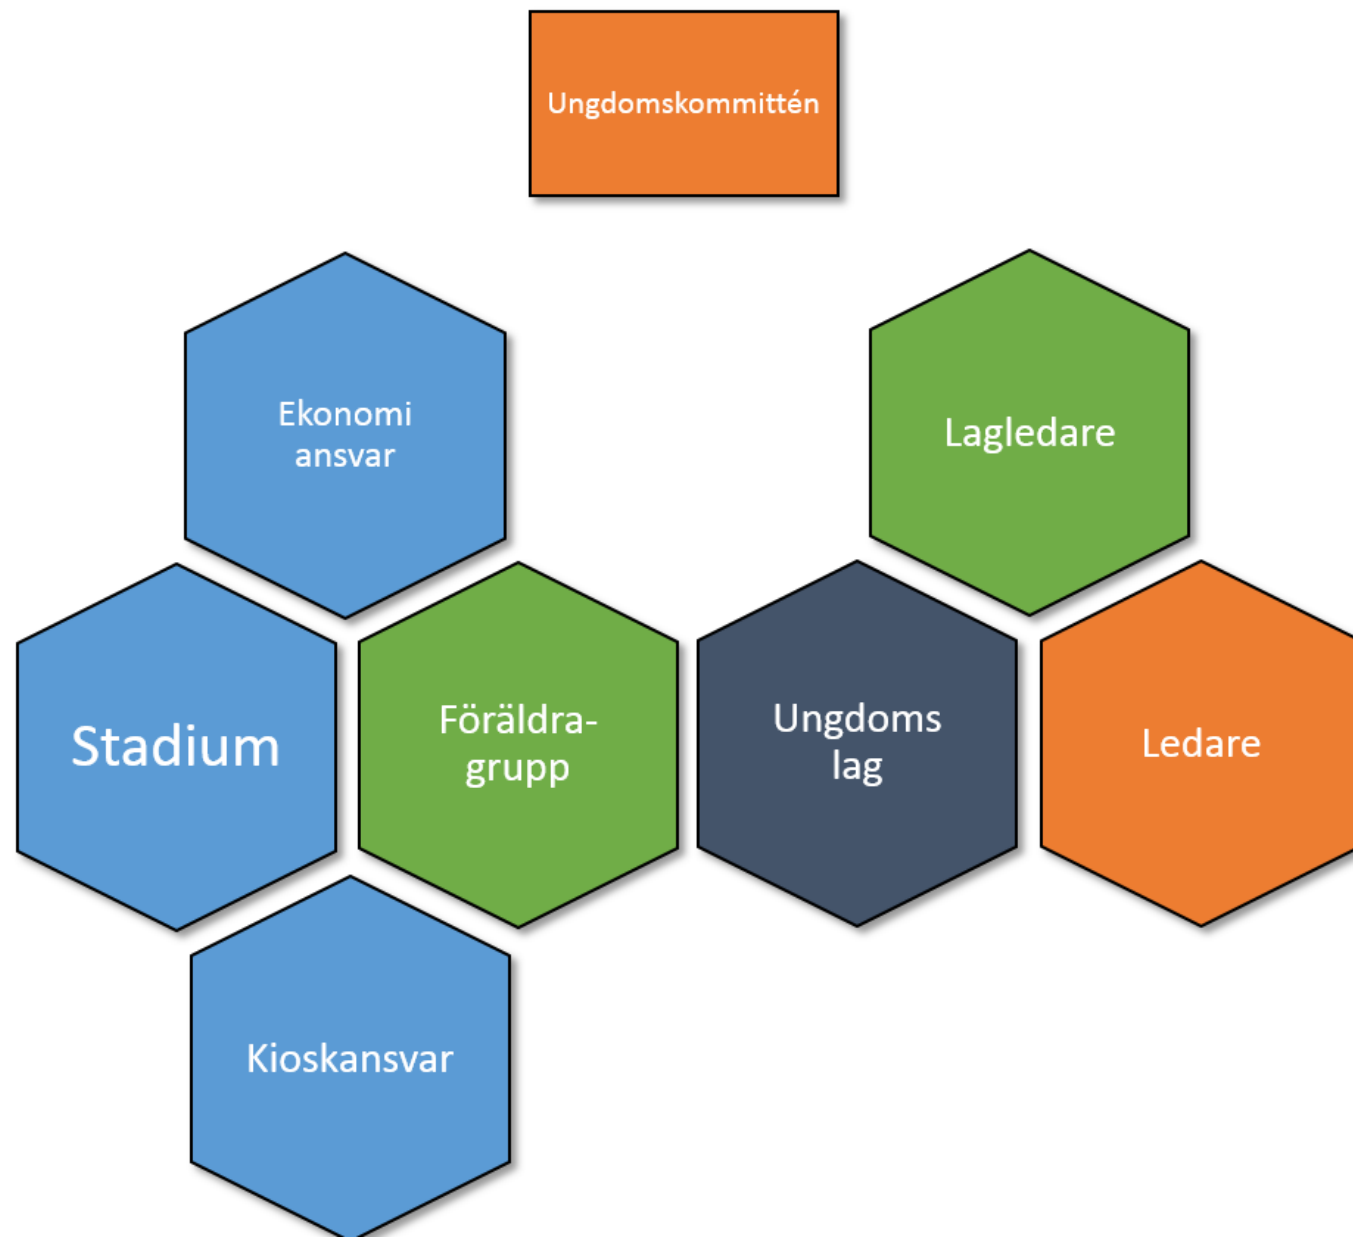 Ungdomskommittén
Ekonomi
ansvar
Lagledare
Stadium
Föräldra-
grupp
Ungdoms
lag
Ledare
Kioskansvar